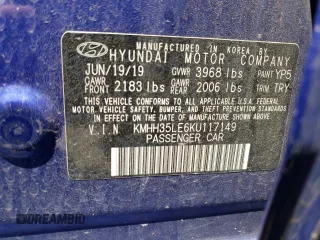 MANUFACTURED IN KOREA BY
HYUNDAI MOTOR COMPANY
JUN/19/19 GVWR 3968 lbs PAINT YP5
GAWR FRONT 2183 lbs GAWR REAR 2006 lbs TRIM TRY
THIS VEHICLE CONFORMS TO ALL APPLICABLE FEDERAL
MOTOR VEHICLE SAFETY, BUMPER, AND THEFT PREVENTION STANDARDS
IN EFFECT ON THE DATE OF MANUFACTURE SHOWN ABOVE.
V.I.N KMHH35LE6KU117149
PASSENGER CAR
CREAMBID